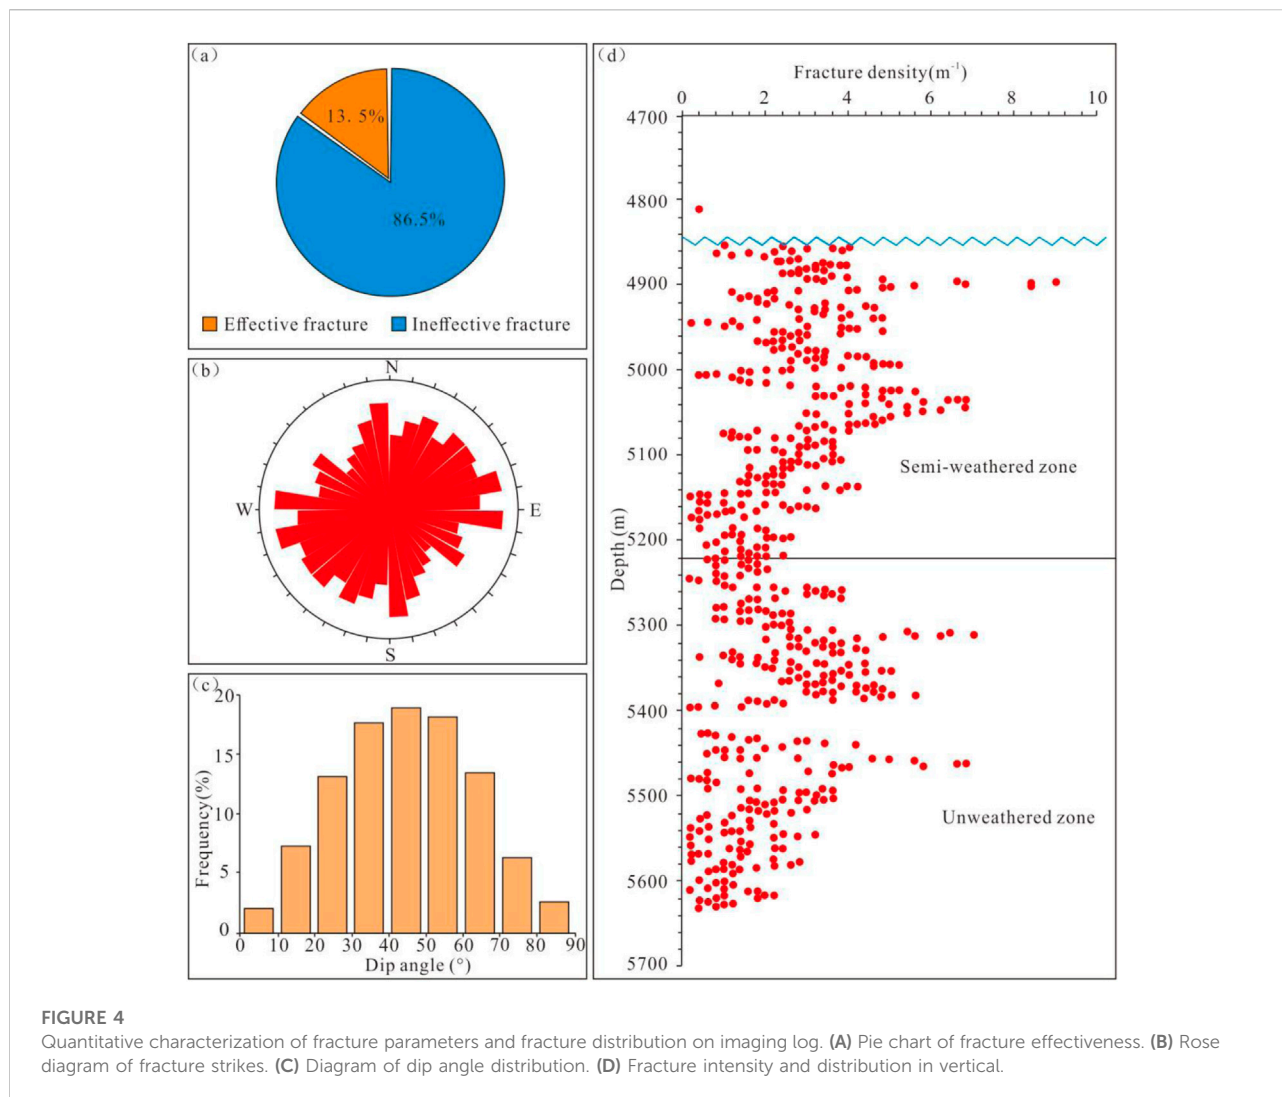 (a)
13. 5%
86.5%
Effective fracture
Ineffective fracture
(b)
N
W
E
S
(c)
20
15
10
5
0
Frequency(%)
0 10 20 30 40 50 60 70 80 90
Dip angle (°)
(d)
Fracture density(m⁻¹)
0 2 4 6 8 10
4700
4800
4900
5000
5100
Semi-weathered zone
5200
Depth (m)
5300
5400
5500
Unweathered zone
5600
5700
FIGURE 4
Quantitative characterization of fracture parameters and fracture distribution on imaging log. (A) Pie chart of fracture effectiveness. (B) Rose
diagram of fracture strikes. (C) Diagram of dip angle distribution. (D) Fracture intensity and distribution in vertical.